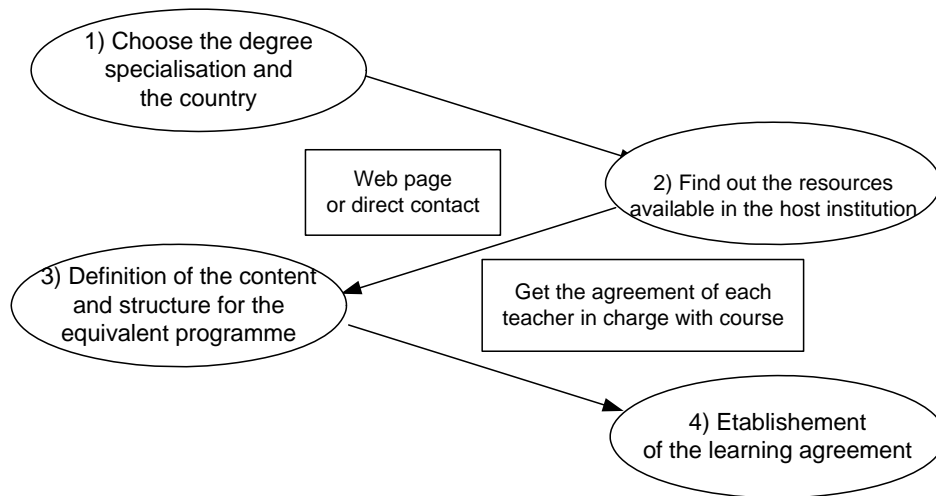 1) Choose the degree
specialisation and
the country
Web page
or direct contact
2) Find out the resources
available in the host institution
3) Definition of the content
and structure for the
equivalent programme
Get the agreement of each
teacher in charge with course
4) Etablishement
of the learning agreement